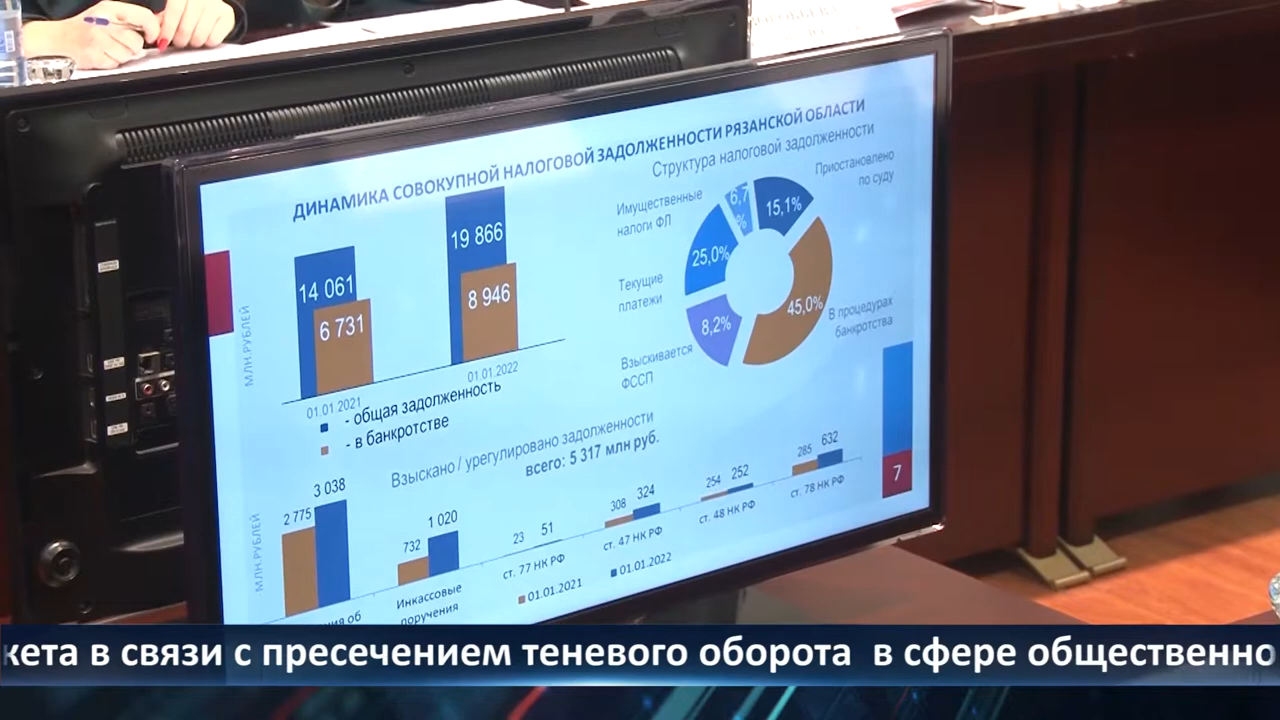 ДИНАМИКА СОВОКУПНОЙ НАЛОГОВОЙ ЗАДОЛЖЕННОСТИ РЯЗАНСКОЙ ОБЛАСТИ
МЛН.РУБЛЕЙ
14 061
6 731
19 866
8 946
01.01.2021
01.01.2022
- общая задолженность
- в банкротстве
Структура налоговой задолженности
Имущественные
налоги ФЛ
6,7
%
15,1%
Приостановлено
по суду
25,0%
Текущие
платежи
8,2%
45,0%
В процедурах
банкротства
Взыскивается
ФССП
Взыскано / урегулировано задолженности
всего: 5 317 млн руб.
МЛН.РУБЛЕЙ
2 775
3 038
732
1 020
23
51
308
324
254
252
285
632
об
Инкассовые
поручения
ст. 77 НК РФ
ст. 47 НК РФ
ст. 48 НК РФ
ст. 78 НК РФ
01.01.2021
01.01.2022
7
кета в связи с пресечением теневого оборота в сфере общественно